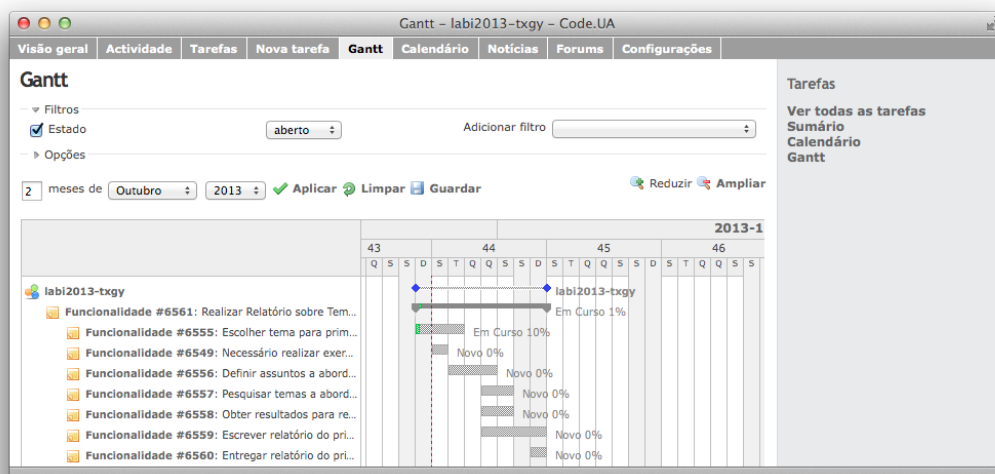 Gantt – labi2013-txgy – Code.UA
Visão geral Actividade Tarefas Nova tarefa Gantt Calendário Notícias Forums Configurações
Gantt
Filtros
Estado aberto Adicionar filtro
Opções
2 meses de Outubro 2013 Aplicar Limpar Guardar Reduzir Ampliar
Tarefas
Ver todas as tarefas
Sumário
Calendário
Gantt
2013-1
43 44 45 46
Q S S D S T Q Q S S D S T Q Q S S D S T Q Q S S
labi2013-txgy labi2013-txgy
Funcionalidade #6561: Realizar Relatório sobre Tem... Em Curso 1%
Funcionalidade #6555: Escolher tema para prim... Em Curso 10%
Funcionalidade #6549: Necessário realizar exer... Novo 0%
Funcionalidade #6556: Definir assuntos a abord... Novo 0%
Funcionalidade #6557: Pesquisar temas a abord... Novo 0%
Funcionalidade #6558: Obter resultados para re... Novo 0%
Funcionalidade #6559: Escrever relatório do pri... Novo 0%
Funcionalidade #6560: Entregar relatório do pri... Novo 0%